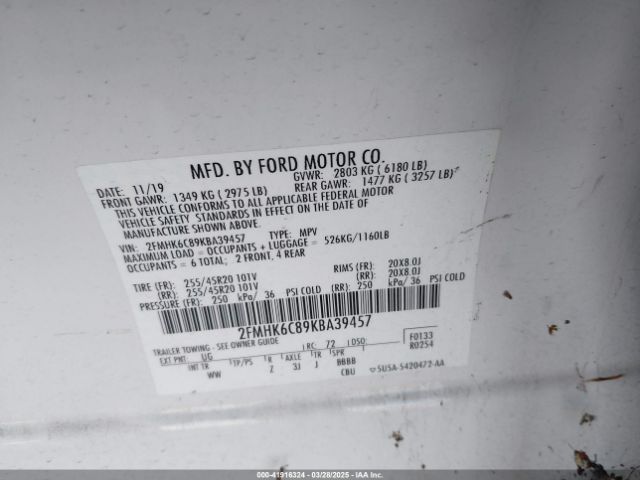 MFD. BY FORD MOTOR CO.
DATE: 11/19 GVWR: 2803 KG ( 6180 LB)
FRONT GAWR: 1349 KG ( 2975 LB) REAR GAWR: 1477 KG ( 3257 LB)
THIS VEHICLE CONFORMS TO ALL APPLICABLE FEDERAL MOTOR
VEHICLE SAFETY STANDARDS IN EFFECT ON THE DATE OF
MANUFACTURE SHOWN ABOVE.
VIN: 2FMHK6C89KBA39457 TYPE: MPV
MAXIMUM LOAD = OCCUPANTS + LUGGAGE = 526KG/1160LB
OCCUPANTS = 6 TOTAL; 2 FRONT, 4 REAR
TIRE (FR): 255/45R20 101V RIMS (FR): 20X8.0J
(RR): 255/45R20 101V (RR): 20X8.0J
PRESSURE (FR): 250 kPa/ 36 PSI COLD (RR): 250 kPa/ 36 PSI COLD
2FMHK6C89KBA39457
TRAILER TOWING - SEE OWNER GUIDE RC: 72 DSO: F0133
EXT PNT: UG R0254
INT TR TP/PS R AXLE TR SPR
WW Z 3J J BBBB
CBU 5U5A-5420472-AA
000-41916324 | 03/28/2025 | IAA Inc.